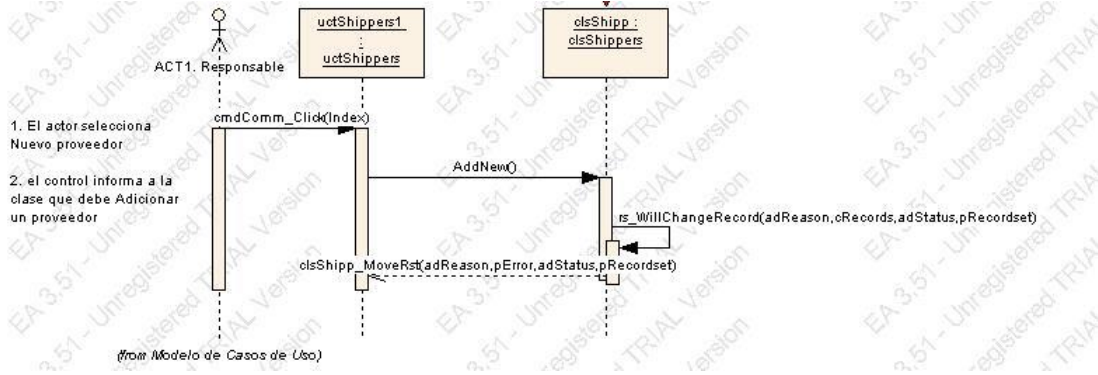 uctShippers1
:
uctShippers
clsShipp :
clsShippers
ACT1. Responsable
cmdComm_Click(Index)
1. El actor selecciona
Nuevo proveedor
AddNew()
2. el control informa a la
clase que debe Adicionar
un proveedor
rs_WillChangeRecord(adReason,cRecords,adStatus,pRecordset)
clsShipp_MoveRst(adReason,pError,adStatus,pRecordset)
(from Modelo de Casos de Uso)
EA 3.51 - Unregistered TRIAL Version